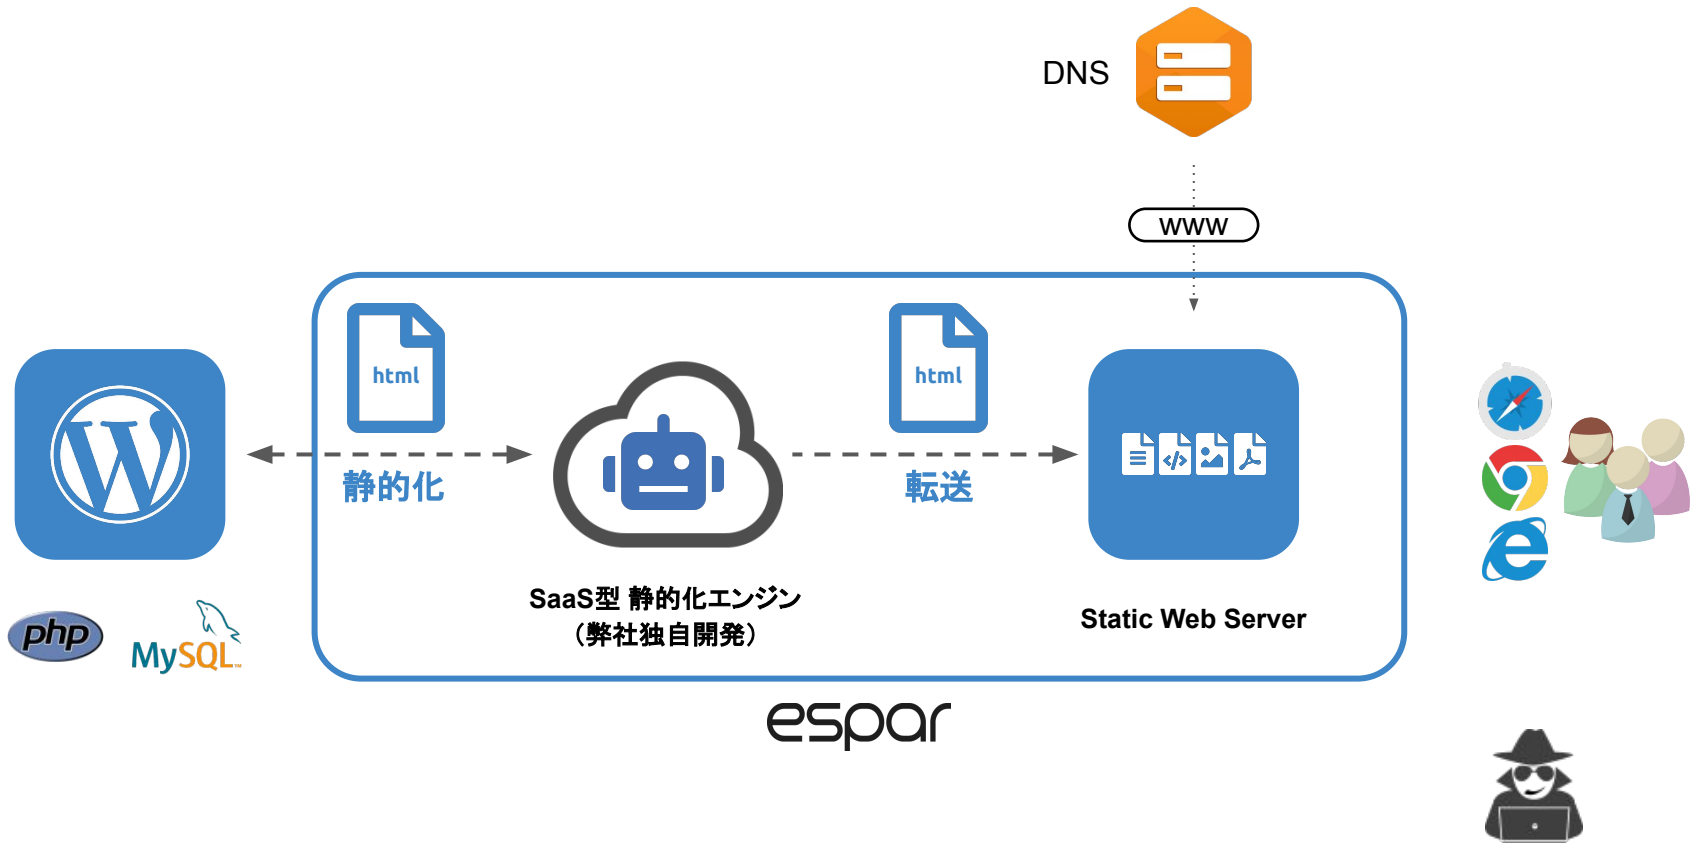 DNS
www
html
html
静的化
転送
SaaS型 静的化エンジン
（弊社独自開発）
Static Web Server
php
MySQL™
espar